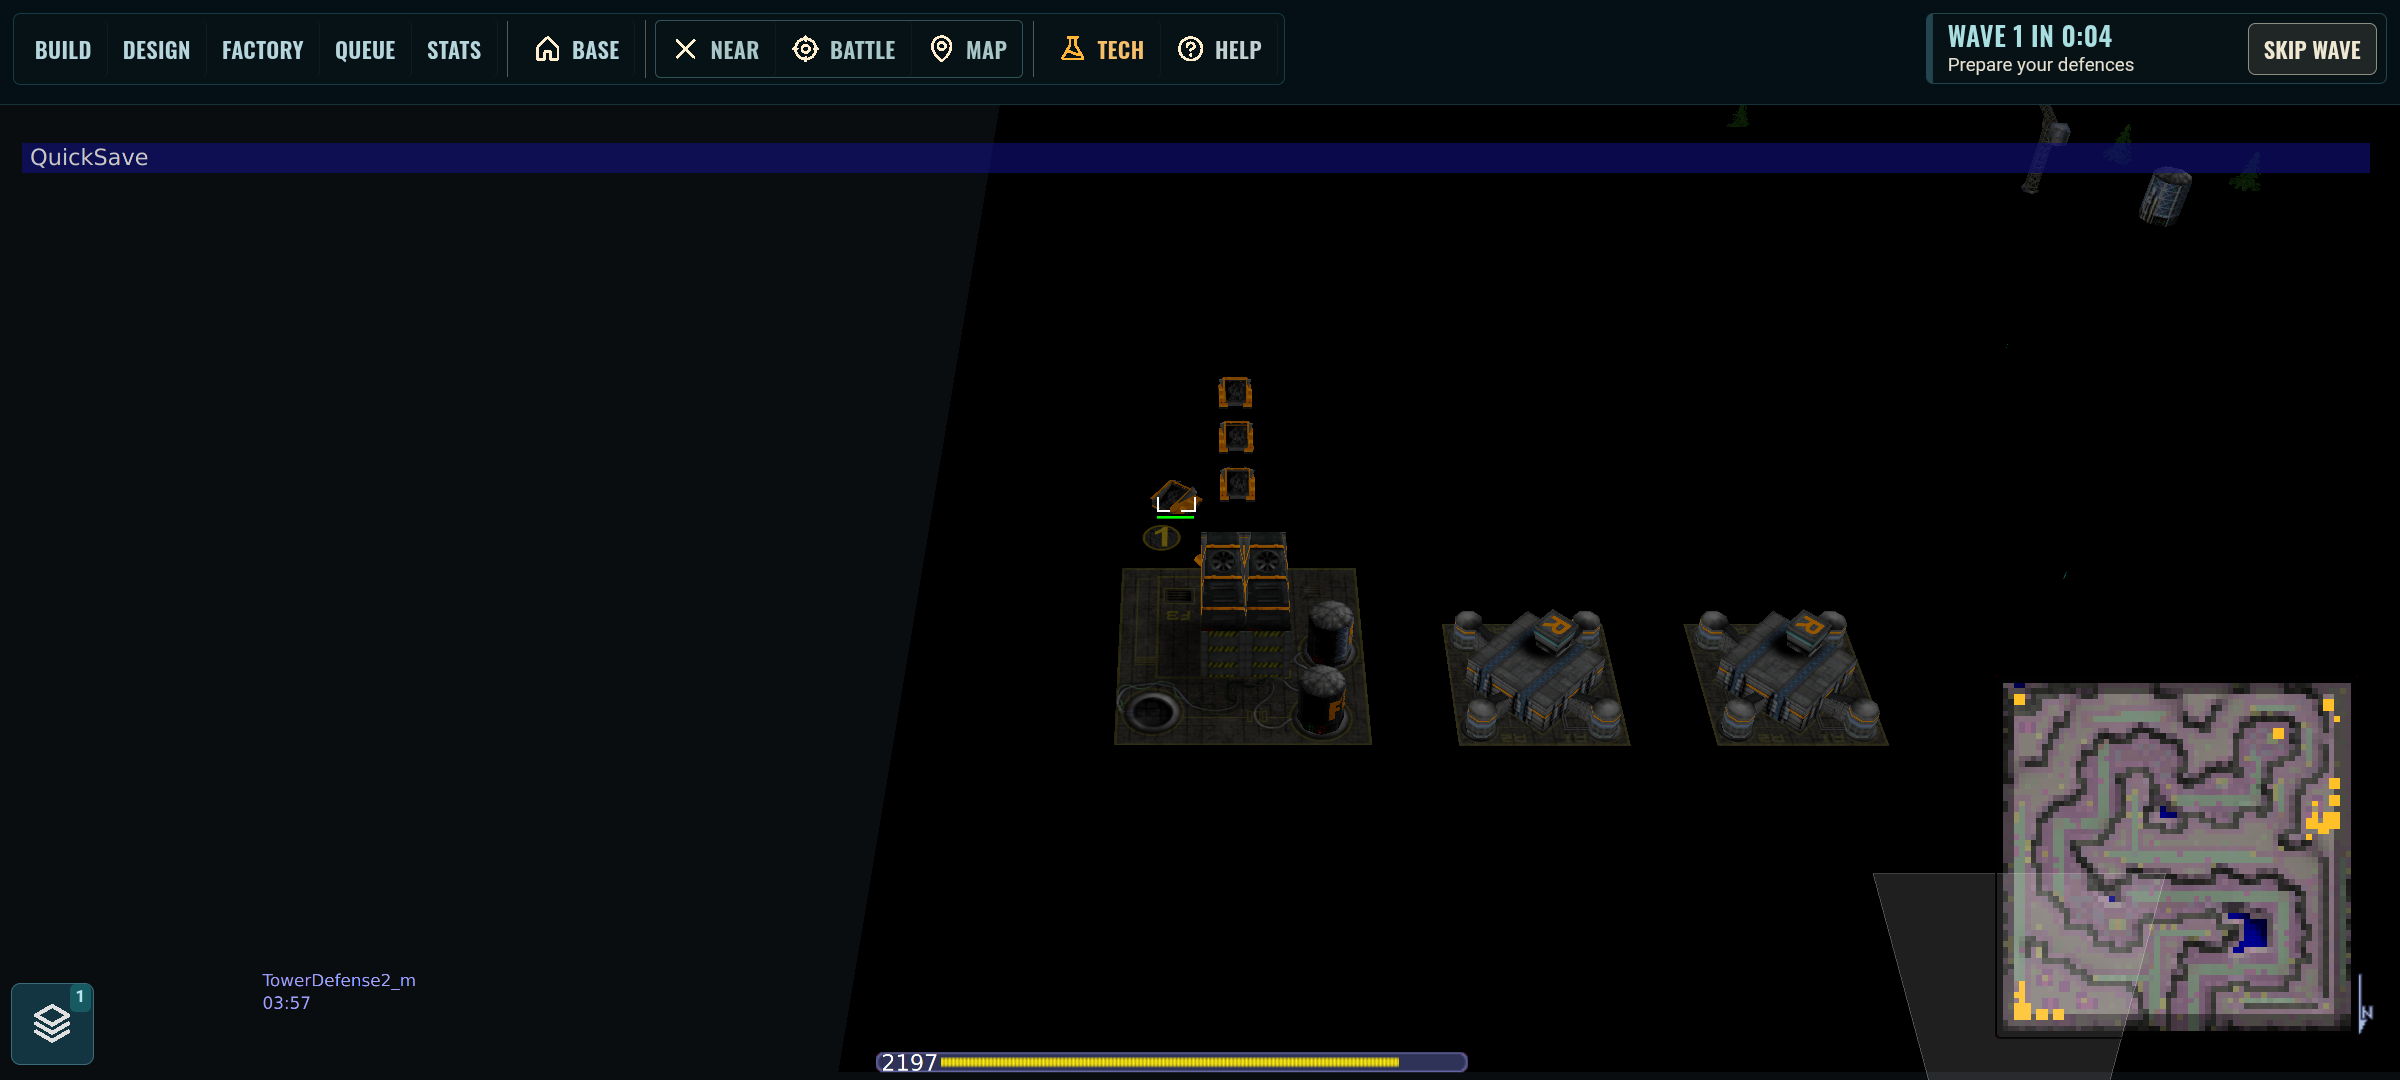 BUILD DESIGN FACTORY QUEUE STATS BASE NEAR BATTLE MAP TECH HELP
WAVE 1 IN 0:04
Prepare your defences
SKIP WAVE
QuickSave
1
R
R
TowerDefense2_m
03:57
1
2197
N